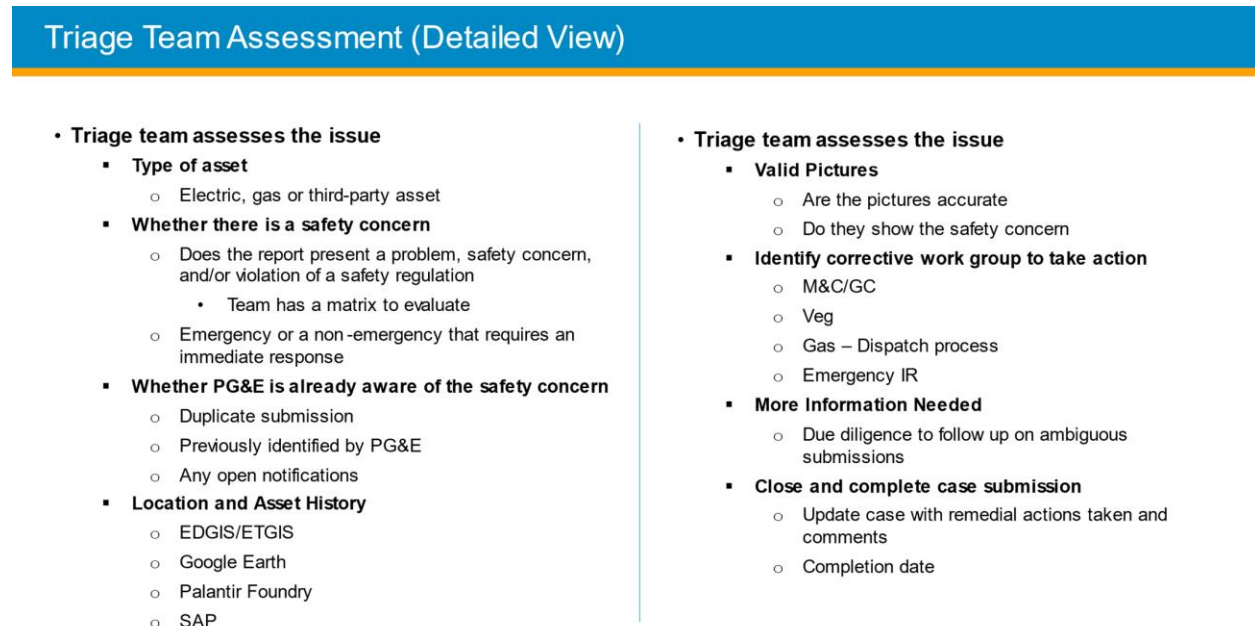 Triage Team Assessment (Detailed View)
• Triage team assesses the issue
▪ Type of asset
o Electric, gas or third-party asset
▪ Whether there is a safety concern
o Does the report present a problem, safety concern,
and/or violation of a safety regulation
• Team has a matrix to evaluate
o Emergency or a non-emergency that requires an
immediate response
▪ Whether PG&E is already aware of the safety concern
o Duplicate submission
o Previously identified by PG&E
o Any open notifications
▪ Location and Asset History
o EDGIS/ETGIS
o Google Earth
o Palantir Foundry
o SAP
• Triage team assesses the issue
▪ Valid Pictures
o Are the pictures accurate
o Do they show the safety concern
▪ Identify corrective work group to take action
o M&C/GC
o Veg
o Gas – Dispatch process
o Emergency IR
▪ More Information Needed
o Due diligence to follow up on ambiguous
submissions
▪ Close and complete case submission
o Update case with remedial actions taken and
comments
o Completion date